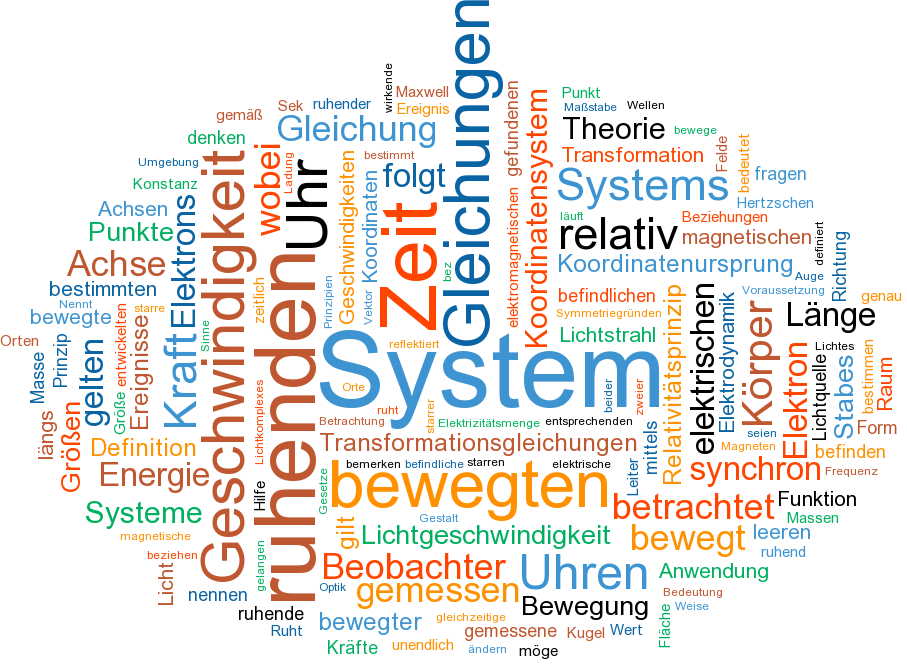 wirkende
Maxwell
Punkt
Sek
ruhender
Ereignis
Maßstabe
Wellen
gemäß
Gleichung
gefundenen
Gleichungen
Theorie
bewege
denken
wobei
bestimmt
Koordinatensystem
Transformation
Felde
bedeutet
Umgebung
Ladung
folgt
Systems
fragen
Konstanz
Geschwindigkeit
Uhr
Geschwindigkeiten
Koordinaten
Zeit
elektromagnetischen
Hertzschen
Achsen
Elektrons
läuft
Beziehungen
Punkte
relativ
magnetischen
definiert
Achse
bez
Koordinatenursprung
Richtung
Auge
bestimmten
zeitlich
Prinzipien
Vektor
befindlichen
Voraussetzung
genau
Nennt
starre
Symmetriegründen
bewegte
entwickelten
Sinne
Relativitätsprinzip
elektrischen
Elektrodynamik
Körper
Länge
Orten
Masse
Prinzip
gelten
Ereignisse
Kraft
ruhenden
reflektiert
Lichtstrahl
Lichtes
System
Elektron
Lichtquelle
Stabes
bestimmen
Raum
Größe
Orte
beider
zweier
längs
Größen
Lichtkomplexes
ruht
starrer
Betrachtung
Elektrizitätsmenge
entsprechenden
Form
seien
Definition
Transformationsgleichungen
mittels
Magneten
befinden
Energie
bemerken
befindliche
starren
elektrische
Leiter
synchron
Frequenz
Hilfe
Gesetze
bewegten
Systeme
betrachtet
Funktion
gilt
Gestalt
Massen
magnetische
Lichtgeschwindigkeit
bewegt
leeren
beziehen
gelangen
ruhend
Licht
Beobachter
Uhren
Anwendung
nennen
Optik
gemessen
Bedeutung
ruhende
Bewegung
Weise
Ruht
bewegter
gleichzeitige
gemessene
Kugel
Wert
Fläche
Kräfte
unendlich
ändern
möge